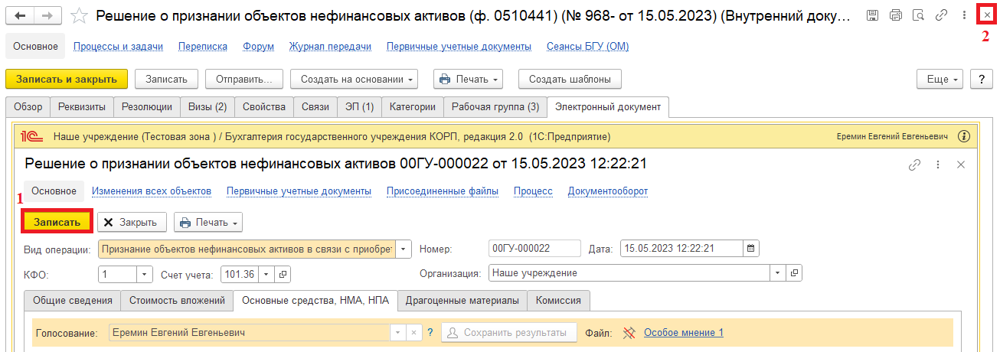 Решение о признании объектов нефинансовых активов (ф. 0510441) (№ 968- от 15.05.2023) (Внутренний доку...
2
Основное Процессы и задачи Переписка Форум Журнал передачи Первичные учетные документы Сеансы БГУ (ОМ)
Записать и закрыть Записать Отправить... Создать на основании Печать Создать шаблоны Еще ?
Обзор Реквизиты Резолюции Визы (2) Свойства Связи ЭП (1) Категории Рабочая группа (3) Электронный документ
1С Наше учреждение (Тестовая зона ) / Бухгалтерия государственного учреждения КОРП, редакция 2.0 (1С:Предприятие) Еремин Евгений Евгеньевич
Решение о признании объектов нефинансовых активов 00ГУ-000022 от 15.05.2023 12:22:21
Основное Изменения всех объектов Первичные учетные документы Присоединенные файлы Процесс Документооборот
1
Записать Закрыть Печать
Вид операции: Признание объектов нефинансовых активов в связи с приобрет Номер: 00ГУ-000022 Дата: 15.05.2023 12:22:21
КФО: 1 Счет учета: 101.36 Организация: Наше учреждение
Общие сведения Стоимость вложений Основные средства, НМА, НПА Драгоценные материалы Комиссия
Голосование: Еремин Евгений Евгеньевич ? Сохранить результаты Файл: Особое мнение 1